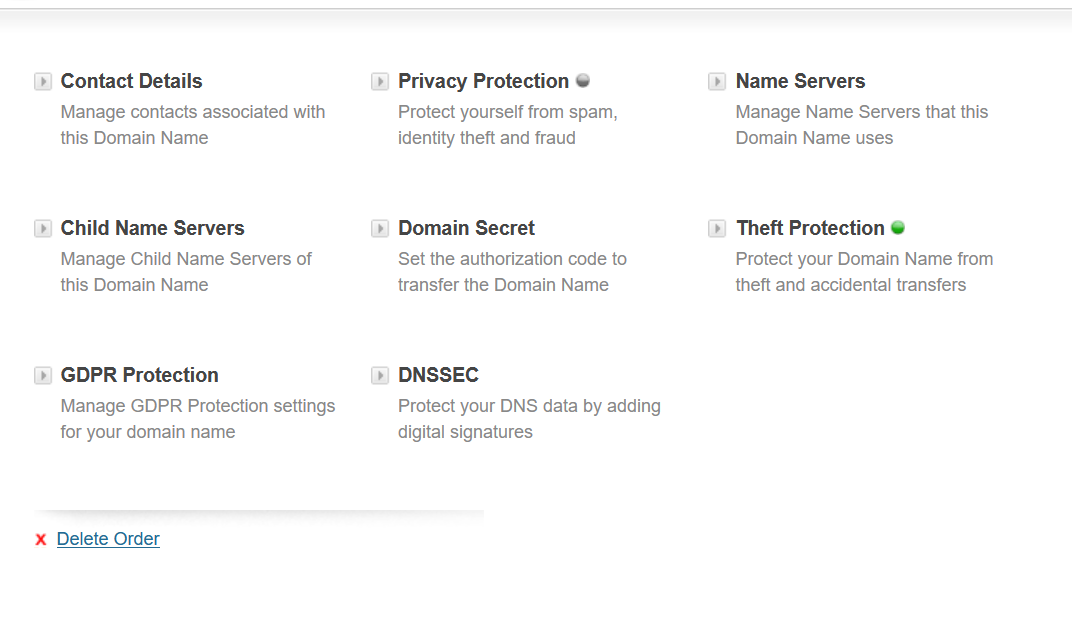 Contact Details
Manage contacts associated with
this Domain Name
Privacy Protection
Protect yourself from spam,
identity theft and fraud
Name Servers
Manage Name Servers that this
Domain Name uses
Child Name Servers
Manage Child Name Servers of
this Domain Name
Domain Secret
Set the authorization code to
transfer the Domain Name
Theft Protection
Protect your Domain Name from
theft and accidental transfers
GDPR Protection
Manage GDPR Protection settings
for your domain name
DNSSEC
Protect your DNS data by adding
digital signatures
x Delete Order